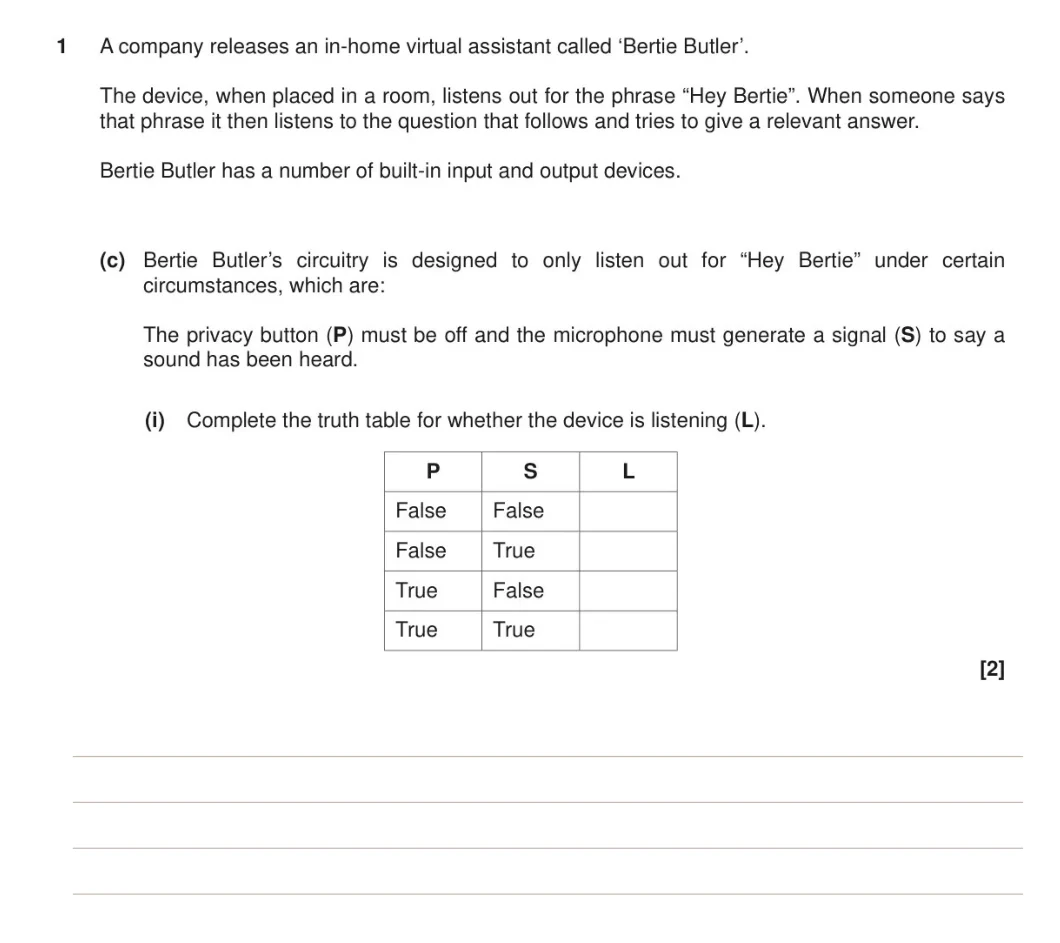 1 A company releases an in-home virtual assistant called ‘Bertie Butler’.
The device, when placed in a room, listens out for the phrase “Hey Bertie”. When someone says
that phrase it then listens to the question that follows and tries to give a relevant answer.
Bertie Butler has a number of built-in input and output devices.
(c) Bertie Butler’s circuitry is designed to only listen out for “Hey Bertie” under certain
circumstances, which are:
The privacy button (P) must be off and the microphone must generate a signal (S) to say a
sound has been heard.
(i) Complete the truth table for whether the device is listening (L).
P S L
False False
False True
True False
True True
[2]